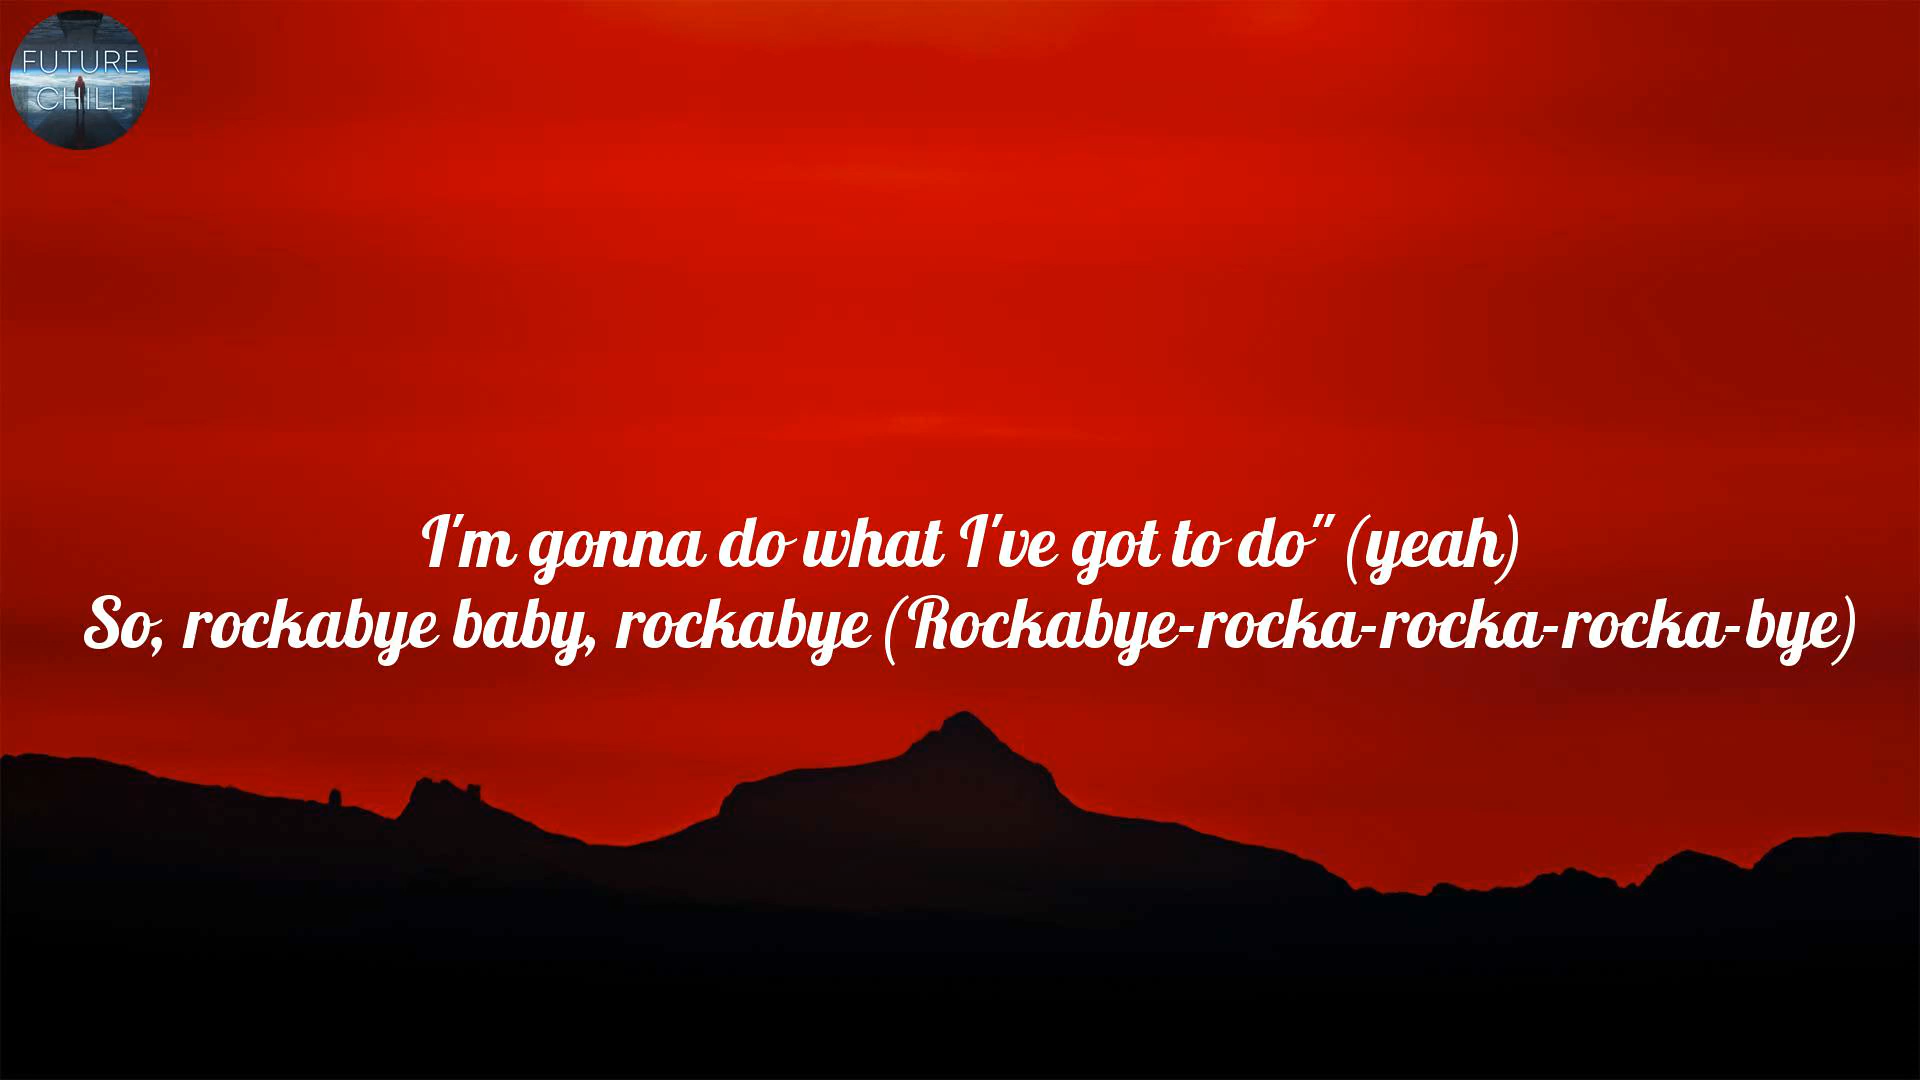 FUTURE
CHILL
I'm gonna do what I've got to do" (yeah)
So, rockabye baby, rockabye (Rockabye-rocka-rocka-rocka-bye)